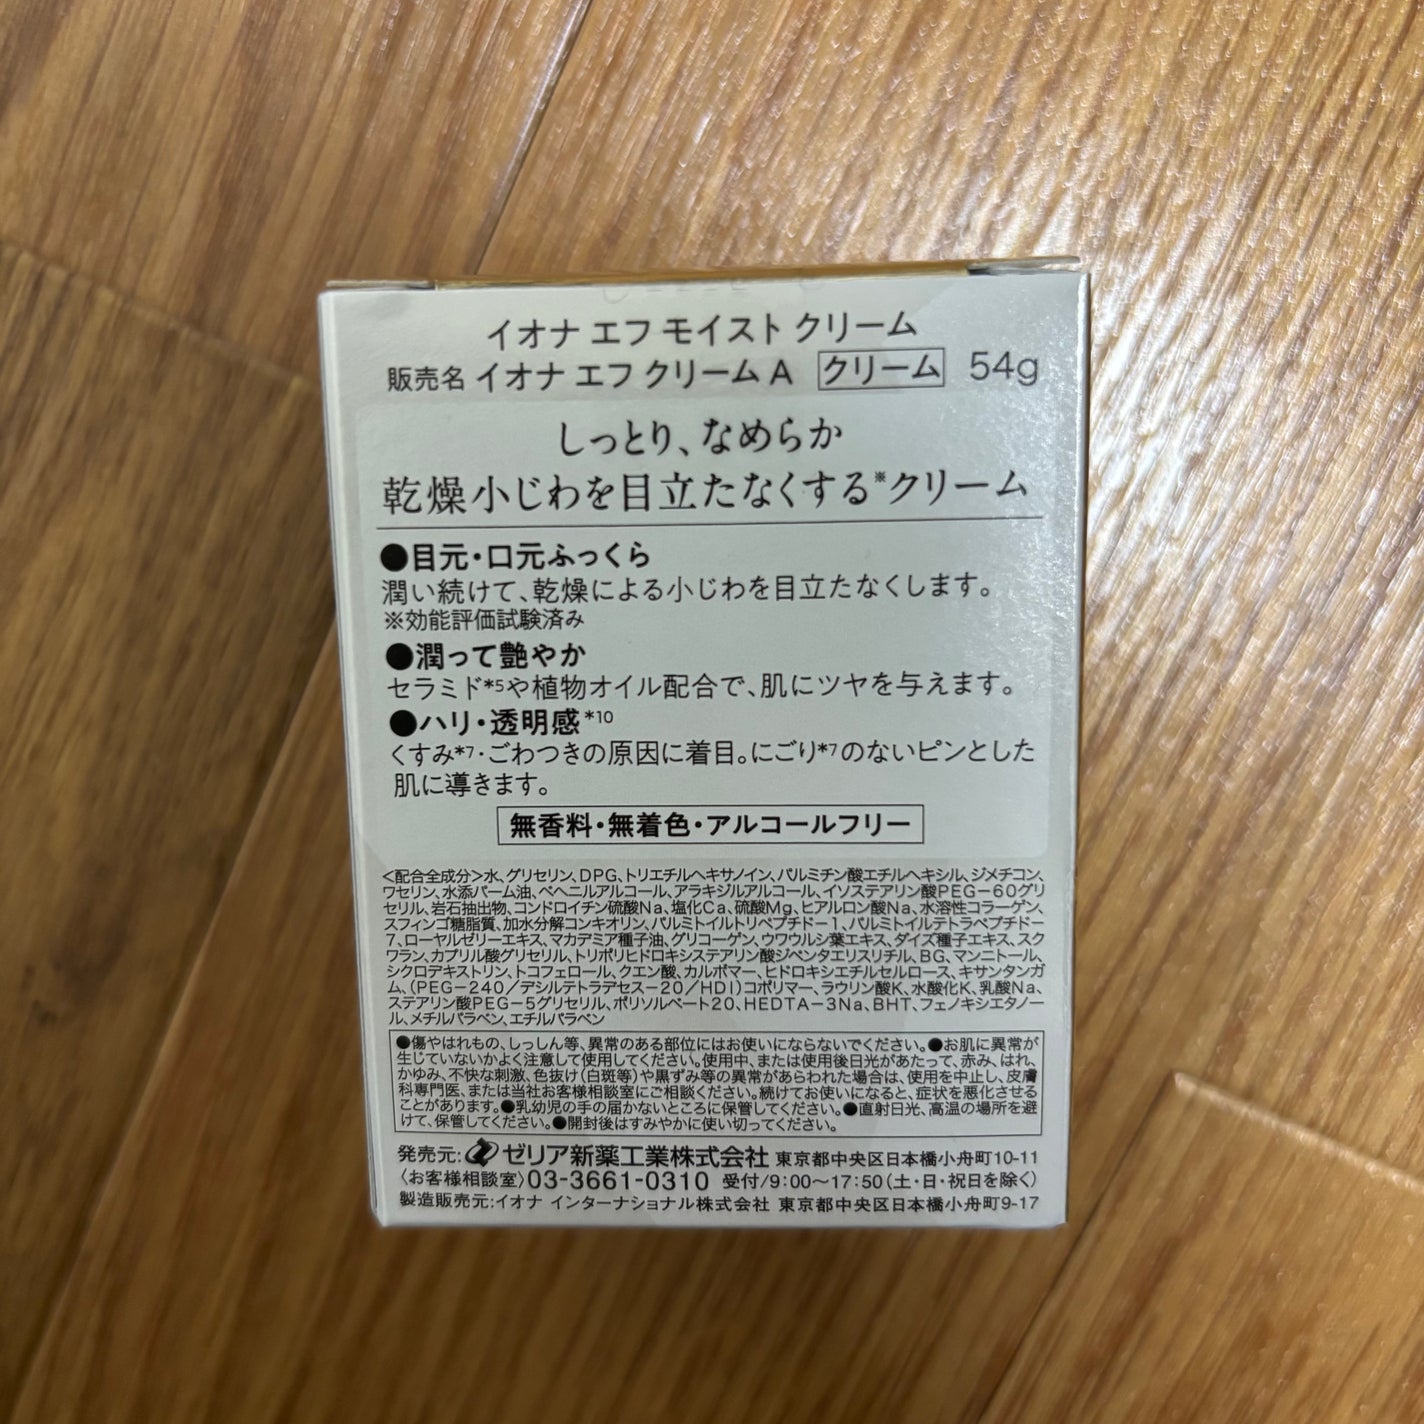 イオナ エフ モイスト クリーム
販売名 イオナ エフ クリーム A クリーム 54g
しっとり、なめらか
乾燥小じわを目立たなくする※クリーム
●目元・口元ふっくら
潤い続けて、乾燥による小じわを目立たなくします。
※効能評価試験済み
●潤って艶やか
セラミド*5や植物オイル配合で、肌にツヤを与えます。
●ハリ・透明感*10
くすみ*7・ごわつきの原因に着目。にごり*7のないピンとした
肌に導きます。
無香料・無着色・アルコールフリー
<配合全成分>水、グリセリン、DPG、トリエチルヘキサノイン、パルミチン酸エチルヘキシル、ジメチコン、
ワセリン、水添パーム油、ベヘニルアルコール、アラキジルアルコール、イソステアリン酸PEG-60グリ
セリル、岩石抽出物、コンドロイチン硫酸Na、塩化Ca、硫酸Mg、ヒアルロン酸Na、水溶性コラーゲン、
スフィンゴ糖脂質、加水分解コンキオリン、パルミトイルトリペプチド-1、パルミトイルテトラペプチド-
7、ローヤルゼリーエキス、マカデミア種子油、グリコーゲン、ウワウルシ葉エキス、ダイズ種子エキス、スク
ワラン、カプリル酸グリセリル、トリポリヒドロキシステアリン酸ジペンタエリスリチル、BG、マンニトール、
シクロデキストリン、トコフェロール、クエン酸、カルボマー、ヒドロキシエチルセルロース、キサンタンガ
ム、(PEG-240/デシルテトラデセス-20/HDI)コポリマー、ラウリン酸K、水酸化K、乳酸Na、
ステアリン酸PEG-5グリセリル、ポリソルベート20、HEDTA-3Na、BHT、フェノキシエタノー
ル、メチルパラベン、エチルパラベン
●傷やはれもの、しっしん等、異常のある部位にはお使いにならないでください。●お肌に異常が
生じていないかよく注意して使用してください。使用中、または使用後日光があたって、赤み、はれ、
かゆみ、不快な刺激、色抜け(白斑等)や黒ずみ等の異常があらわれた場合は、使用を中止し、皮膚
科専門医、または当社お客様相談室にご相談ください。続けてお使いになると、症状を悪化させる
ことがあります。●乳幼児の手の届かないところに保管してください。●直射日光、高温の場所を避
けて、保管してください。●開封後はすみやかに使い切ってください。
発売元:ゼリア新薬工業株式会社 東京都中央区日本橋小舟町10-11
〈お客様相談室〉03-3661-0310 受付/9:00〜17:50(土・日・祝日を除く)
製造販売元:イオナ インターナショナル株式会社 東京都中央区日本橋小舟町9-17